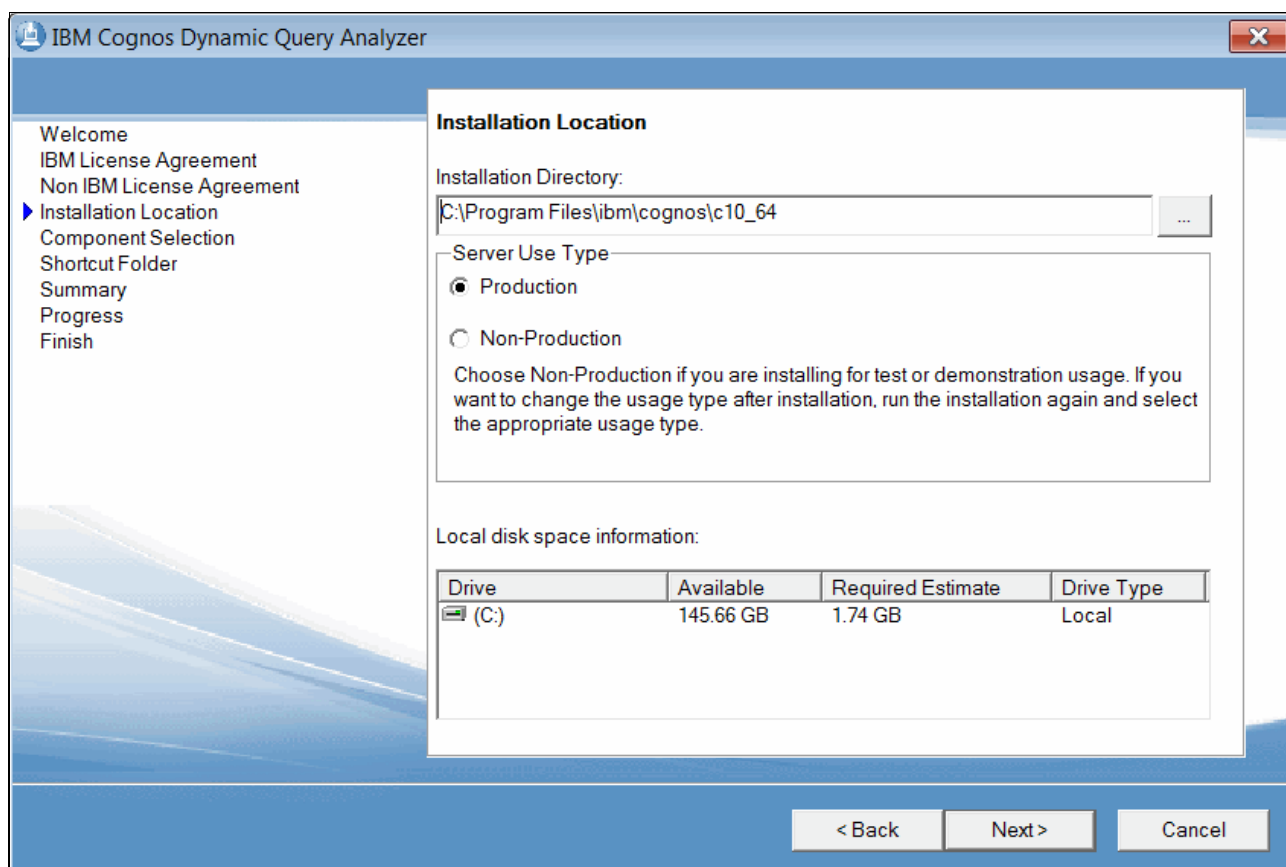 IBM Cognos Dynamic Query Analyzer
Welcome
IBM License Agreement
Non IBM License Agreement
Installation Location
Component Selection
Shortcut Folder
Summary
Progress
Finish
Installation Location
Installation Directory:
C:\Program Files\ibm\cognos\c10_64
...
Server Use Type
Production
Non-Production
Choose Non-Production if you are installing for test or demonstration usage. If you
want to change the usage type after installation, run the installation again and select
the appropriate usage type.
Local disk space information:
Drive Available Required Estimate Drive Type
(C:) 145.66 GB 1.74 GB Local
< Back Next > Cancel